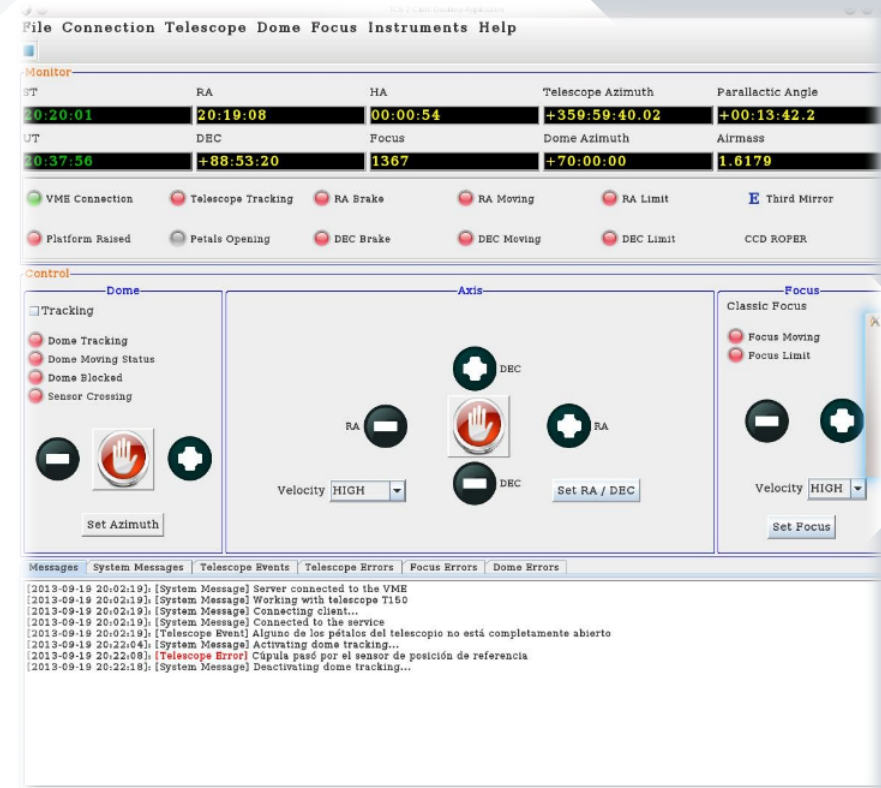 File Connection Telescope Dome Focus Instruments Help
Monitor
ST RA HA Telescope Azimuth Parallactic Angle
20:20:01 20:19:08 00:00:54 +359:59:40.02 +00:13:42.2
UT DEC Focus Dome Azimuth Airmass
20:37:56 +88:53:20 1367 +70:00:00 1.6179
VME Connection Telescope Tracking RA Brake RA Moving RA Limit E Third Mirror
Platform Raised Petals Opening DEC Brake DEC Moving DEC Limit CCD ROPER
Control
Dome
Tracking
Dome Tracking
Dome Moving Status
Dome Blocked
Sensor Crossing
Set Azimuth
Axis
DEC
RA RA
DEC
Velocity HIGH Set RA / DEC
Focus
Classic Focus
Focus Moving
Focus Limit
Velocity HIGH
Set Focus
Messages System Messages Telescope Events Telescope Errors Focus Errors Dome Errors
[2013-09-19 20:02:19]: [System Message] Server connected to the VME
[2013-09-19 20:02:19]: [System Message] Working with telescope T150
[2013-09-19 20:02:19]: [System Message] Connecting client...
[2013-09-19 20:02:19]: [System Message] Connected to the service
[2013-09-19 20:02:19]: [Telescope Event] Alguno de los pétalos del telescopio no está completamente abierto
[2013-09-19 20:22:04]: [System Message] Activating dome tracking...
[2013-09-19 20:22:08]: [Telescope Error] Cúpula pasó por el sensor de posición de referencia
[2013-09-19 20:22:18]: [System Message] Deactivating dome tracking...